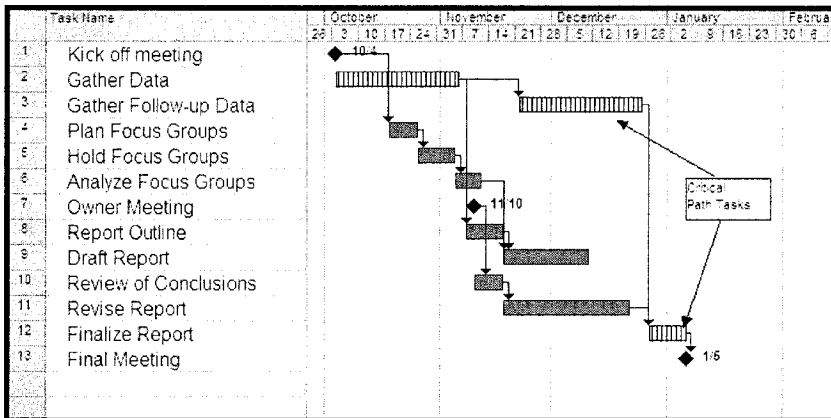 Task Name October November December January Februa
26 3 10 17 24 31 7 14 21 28 5 12 19 26 2 9 16 23 30 6
1 Kick off meeting 10/4
2 Gather Data
3 Gather Follow-up Data
4 Plan Focus Groups
5 Hold Focus Groups
6 Analyze Focus Groups
Critical
Path Tasks
7 Owner Meeting 11/10
8 Report Outline
9 Draft Report
10 Review of Conclusions
11 Revise Report
12 Finalize Report
13 Final Meeting 1/5